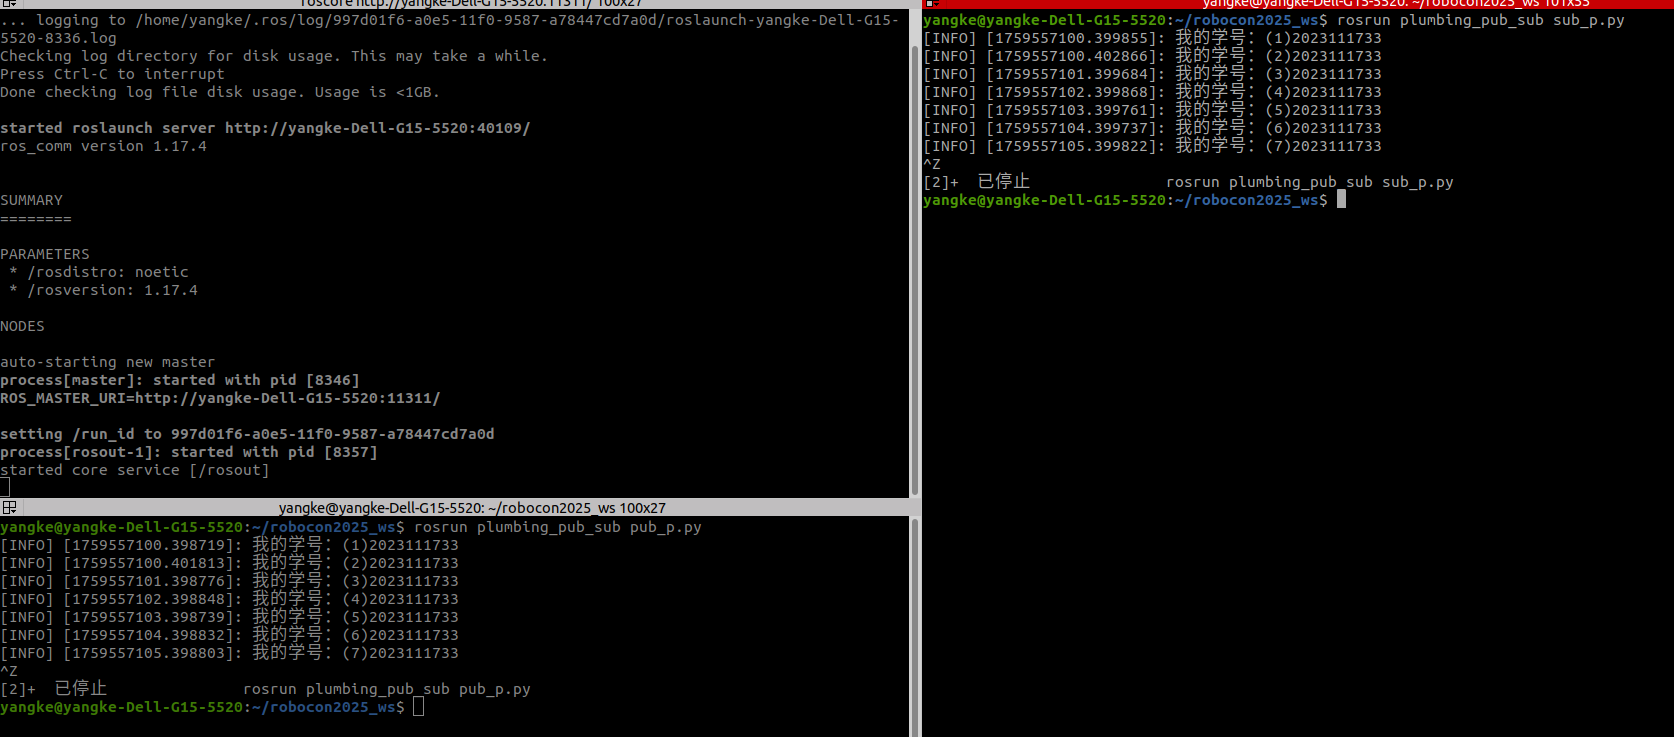 roscore http://yangke-Dell-G15-5520:11311/ 100x27
... logging to /home/yangke/.ros/log/997d01f6-a0e5-11f0-9587-a78447cd7a0d/roslaunch-yangke-Dell-G15-
5520-8336.log
Checking log directory for disk usage. This may take a while.
Press Ctrl-C to interrupt
Done checking log file disk usage. Usage is <1GB.
started roslaunch server http://yangke-Dell-G15-5520:40109/
ros_comm version 1.17.4
SUMMARY
========
PARAMETERS
 * /rosdistro: noetic
 * /rosversion: 1.17.4
NODES
auto-starting new master
process[master]: started with pid [8346]
ROS_MASTER_URI=http://yangke-Dell-G15-5520:11311/
setting /run_id to 997d01f6-a0e5-11f0-9587-a78447cd7a0d
process[rosout-1]: started with pid [8357]
started core service [/rosout]
yangke@yangke-Dell-G15-5520: ~/robocon2025_ws 100x27
yangke@yangke-Dell-G15-5520:~/robocon2025_ws$ rosrun plumbing_pub_sub pub_p.py
[INFO] [1759557100.398719]: 我的学号：(1)2023111733
[INFO] [1759557100.401813]: 我的学号：(2)2023111733
[INFO] [1759557101.398776]: 我的学号：(3)2023111733
[INFO] [1759557102.398848]: 我的学号：(4)2023111733
[INFO] [1759557103.398739]: 我的学号：(5)2023111733
[INFO] [1759557104.398832]: 我的学号：(6)2023111733
[INFO] [1759557105.398803]: 我的学号：(7)2023111733
^Z
[2]+  已停止               rosrun plumbing_pub_sub pub_p.py
yangke@yangke-Dell-G15-5520:~/robocon2025_ws$
yangke@yangke-Dell-G15-5520: ~/robocon2025_ws 101x55
yangke@yangke-Dell-G15-5520:~/robocon2025_ws$ rosrun plumbing_pub_sub sub_p.py
[INFO] [1759557100.399855]: 我的学号：(1)2023111733
[INFO] [1759557100.402866]: 我的学号：(2)2023111733
[INFO] [1759557101.399684]: 我的学号：(3)2023111733
[INFO] [1759557102.399868]: 我的学号：(4)2023111733
[INFO] [1759557103.399761]: 我的学号：(5)2023111733
[INFO] [1759557104.399737]: 我的学号：(6)2023111733
[INFO] [1759557105.399822]: 我的学号：(7)2023111733
^Z
[2]+  已停止               rosrun plumbing_pub_sub sub_p.py
yangke@yangke-Dell-G15-5520:~/robocon2025_ws$